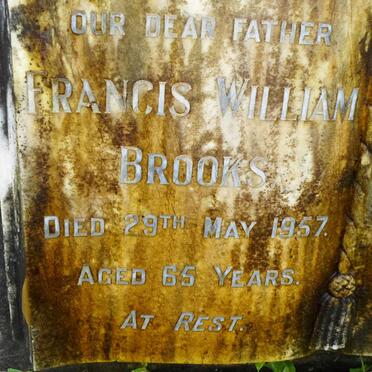 OUR DEAR FATHER
FRANCIS WILLIAM
BROOKS
DIED 29TH MAY 1957.
AGED 65 YEARS.
AT REST.